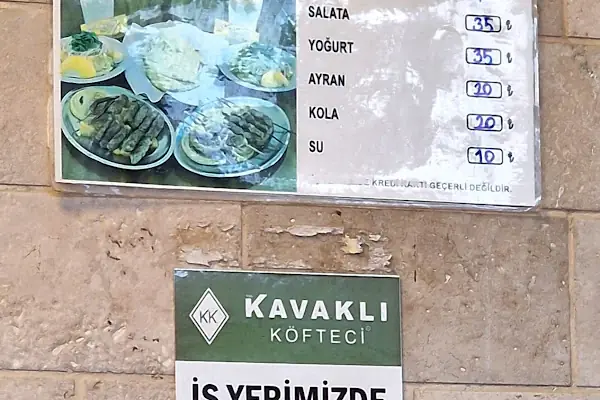 SALATA 35 ₺
YOĞURT 35 ₺
AYRAN 20 ₺
KOLA 20 ₺
SU 10 ₺
KREDİ KARTI GEÇERLİ DEĞİLDİR.
KK KAVAKLI
KÖFTECİ
İŞ YERİMİZDE